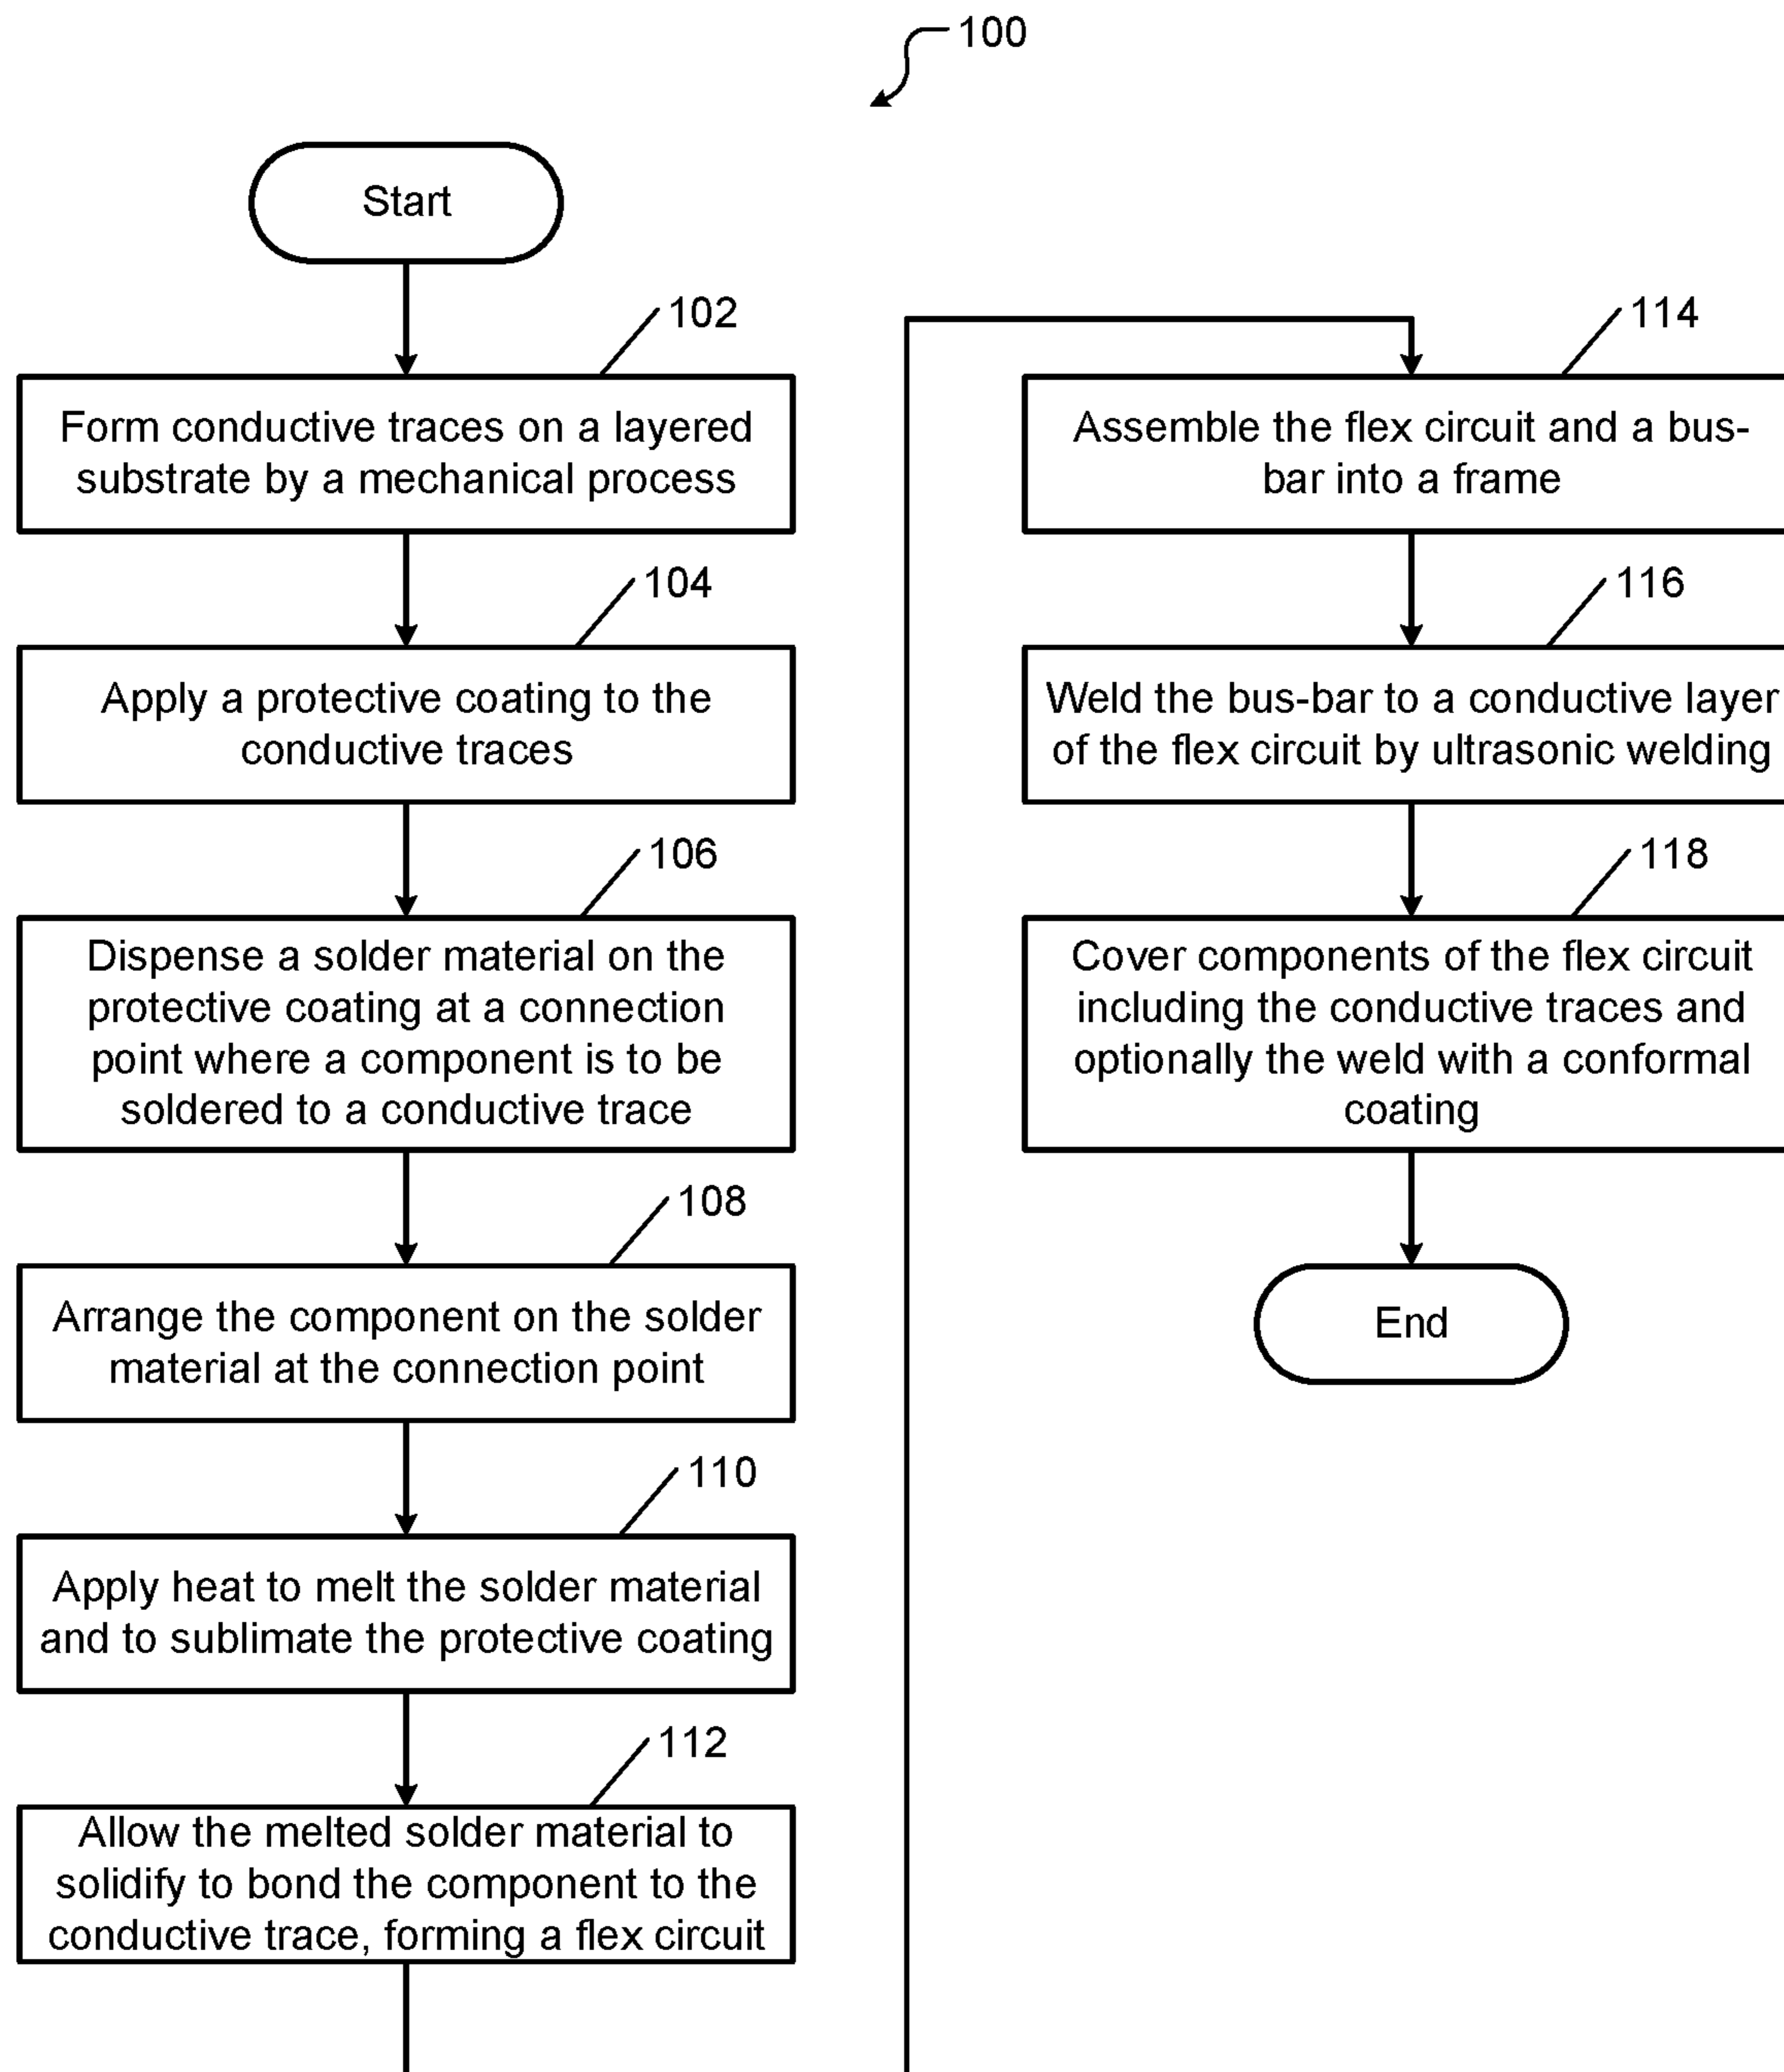 100
Start
102
Form conductive traces on a layered
substrate by a mechanical process
104
Apply a protective coating to the
conductive traces
106
Dispense a solder material on the
protective coating at a connection
point where a component is to be
soldered to a conductive trace
108
Arrange the component on the solder
material at the connection point
110
Apply heat to melt the solder material
and to sublimate the protective coating
112
Allow the melted solder material to
solidify to bond the component to the
conductive trace, forming a flex circuit
114
Assemble the flex circuit and a bus-
bar into a frame
116
Weld the bus-bar to a conductive layer
of the flex circuit by ultrasonic welding
118
Cover components of the flex circuit
including the conductive traces and
optionally the weld with a conformal
coating
End